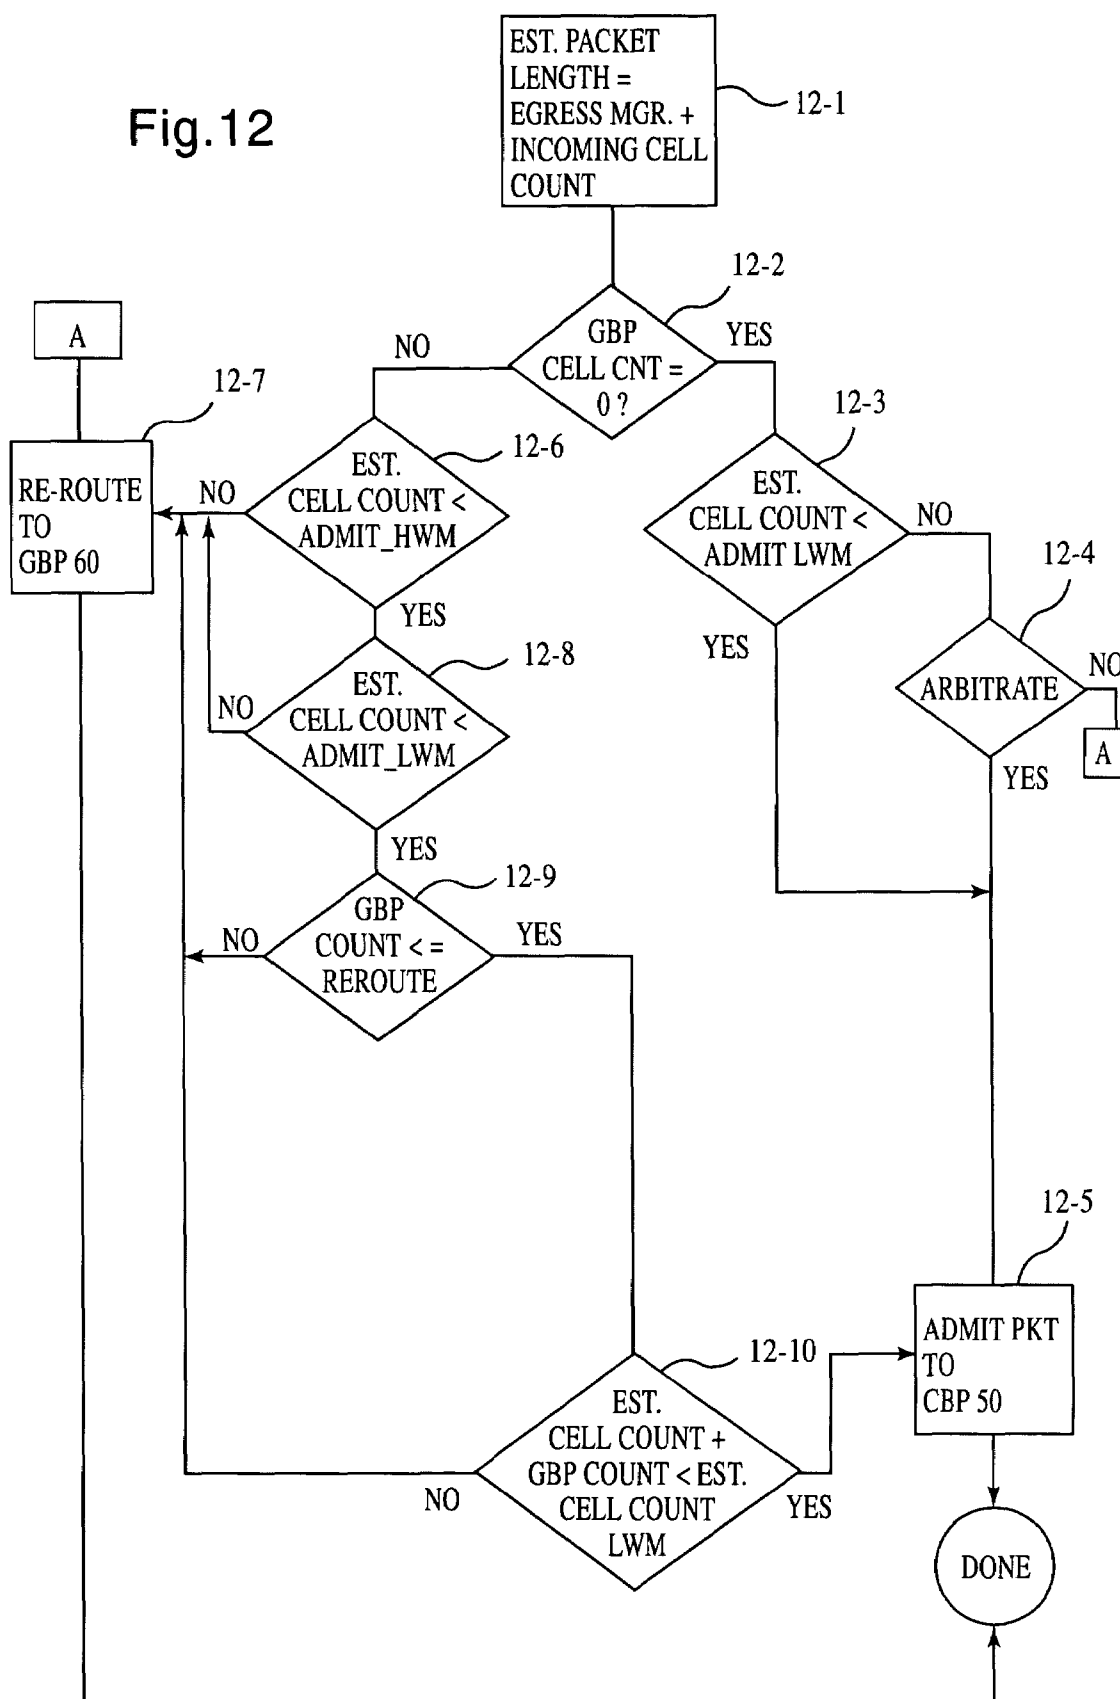 Fig.12
EST. PACKET
LENGTH =
EGRESS MGR. +
INCOMING CELL
COUNT
12-1
12-2
GBP
CELL CNT =
0 ?
NO
YES
A
12-7
RE-ROUTE
TO
GBP 60
12-6
EST.
CELL COUNT <
ADMIT_HWM
NO
YES
12-3
EST.
CELL COUNT <
ADMIT LWM
NO
YES
12-4
ARBITRATE
NO
A
YES
12-8
EST.
CELL COUNT <
ADMIT_LWM
NO
YES
12-9
GBP
COUNT < =
REROUTE
NO
YES
12-10
EST.
CELL COUNT +
GBP COUNT < EST.
CELL COUNT
LWM
NO
YES
12-5
ADMIT PKT
TO
CBP 50
DONE